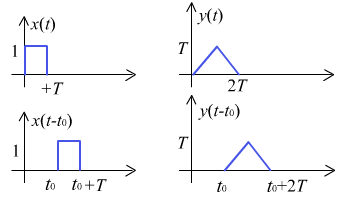 x(t)
1
+T
y(t)
T
2T
x(t-t0)
1
t0 t0+T
y(t-t0)
T
t0 t0+2T